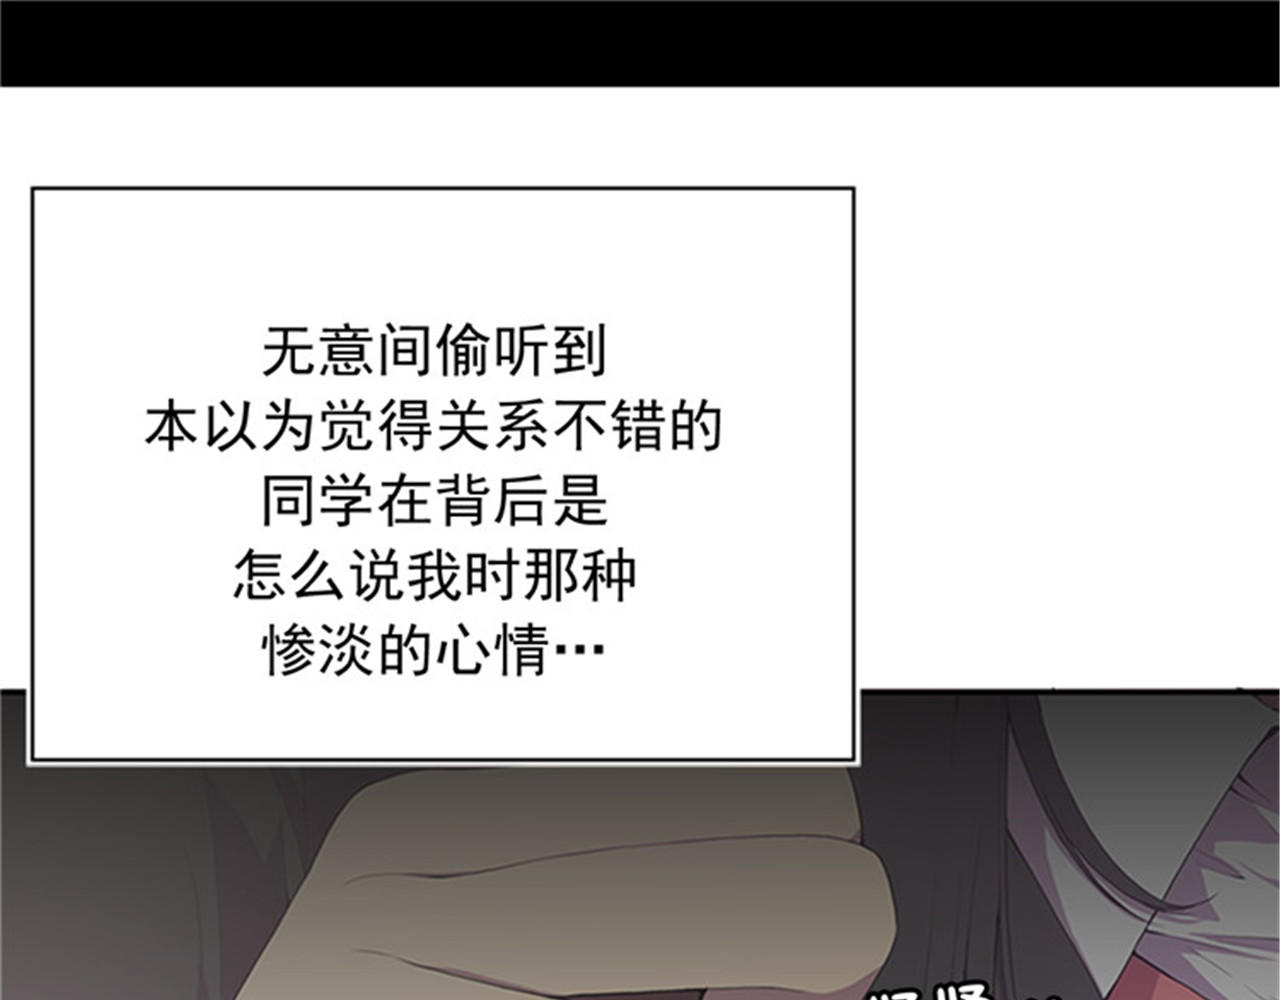 无意间偷听到
本以为觉得关系不错的
同学在背后是
怎么说我时那种
惨淡的心情…